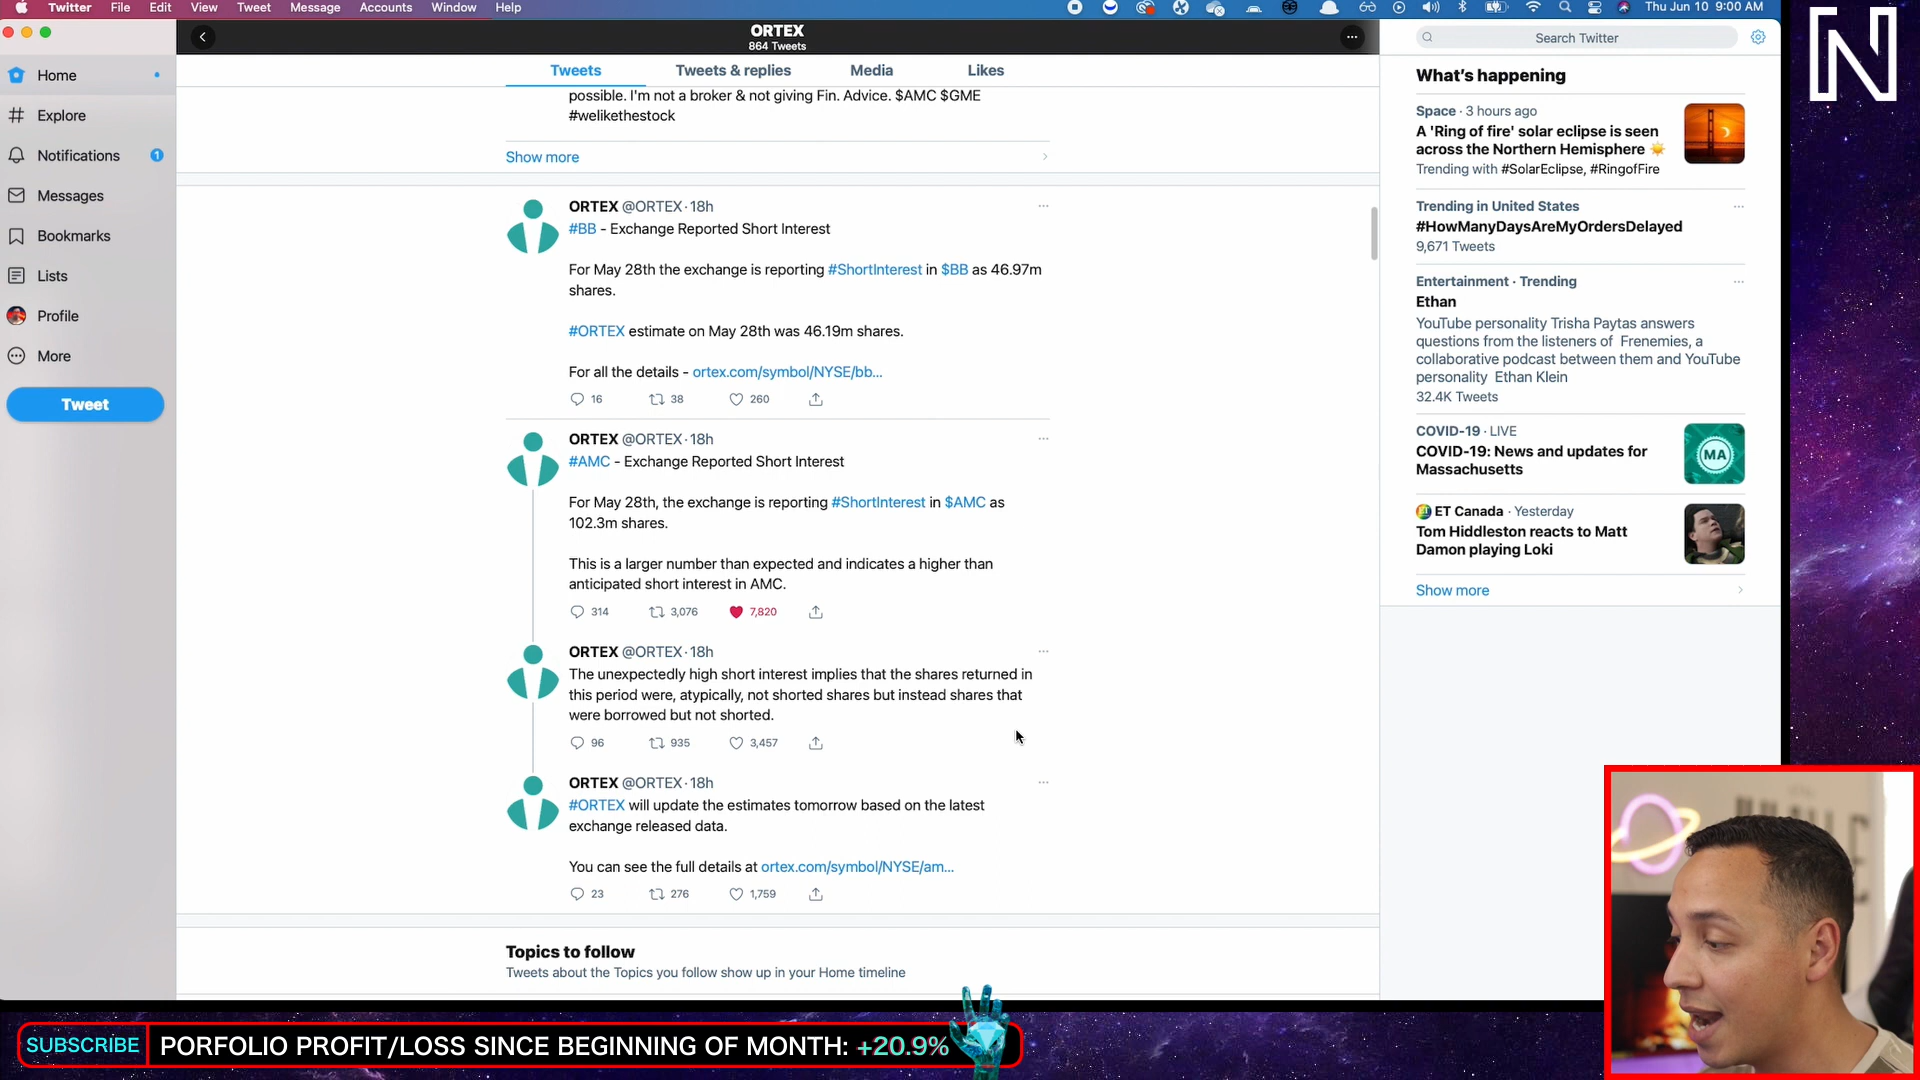 Twitter File Edit View Tweet Message Accounts Window Help
Thu Jun 10 9:00 AM
ORTEX
864 Tweets
Search Twitter
Home
Explore
Notifications 1
Messages
Bookmarks
Lists
Profile
More
Tweet
Tweets Tweets & replies Media Likes
possible. I'm not a broker & not giving Fin. Advice. $AMC $GME
#welikethestock
Show more
ORTEX @ORTEX · 18h
#BB - Exchange Reported Short Interest
For May 28th the exchange is reporting #ShortInterest in $BB as 46.97m
shares.
#ORTEX estimate on May 28th was 46.19m shares.
For all the details - ortex.com/symbol/NYSE/bb...
16 38 260
ORTEX @ORTEX · 18h
#AMC - Exchange Reported Short Interest
For May 28th, the exchange is reporting #ShortInterest in $AMC as
102.3m shares.
This is a larger number than expected and indicates a higher than
anticipated short interest in AMC.
314 3,076 7,820
ORTEX @ORTEX · 18h
The unexpectedly high short interest implies that the shares returned in
this period were, atypically, not shorted shares but instead shares that
were borrowed but not shorted.
96 935 3,457
ORTEX @ORTEX · 18h
#ORTEX will update the estimates tomorrow based on the latest
exchange released data.
You can see the full details at ortex.com/symbol/NYSE/am...
23 276 1,759
Topics to follow
Tweets about the Topics you follow show up in your Home timeline
What's happening
Space · 3 hours ago
A 'Ring of fire' solar eclipse is seen
across the Northern Hemisphere
Trending with #SolarEclipse, #RingofFire
Trending in United States
#HowManyDaysAreMyOrdersDelayed
9,671 Tweets
Entertainment · Trending
Ethan
YouTube personality Trisha Paytas answers
questions from the listeners of Frenemies, a
collaborative podcast between them and YouTube
personality Ethan Klein
32.4K Tweets
COVID-19 · LIVE
COVID-19: News and updates for
Massachusetts
MA
ET Canada · Yesterday
Tom Hiddleston reacts to Matt
Damon playing Loki
Show more
N
SUBSCRIBE PORFOLIO PROFIT/LOSS SINCE BEGINNING OF MONTH: +20.9%